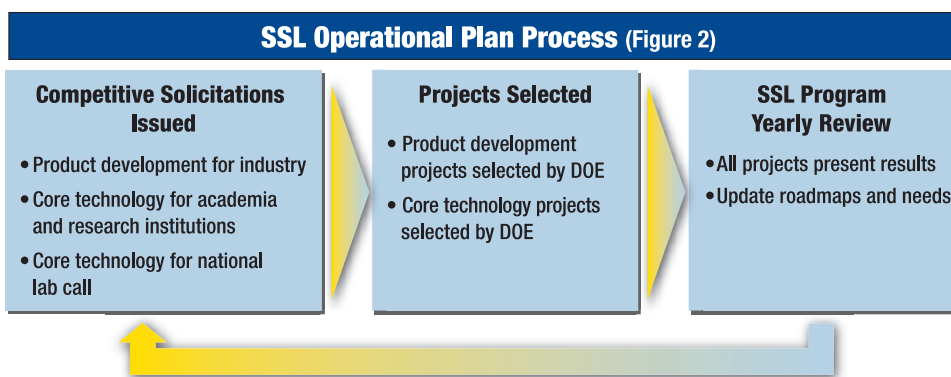 SSL Operational Plan Process (Figure 2)
Competitive Solicitations
Issued
• Product development for industry
• Core technology for academia
and research institutions
• Core technology for national
lab call
Projects Selected
• Product development
projects selected by DOE
• Core technology projects
selected by DOE
SSL Program
Yearly Review
• All projects present results
• Update roadmaps and needs